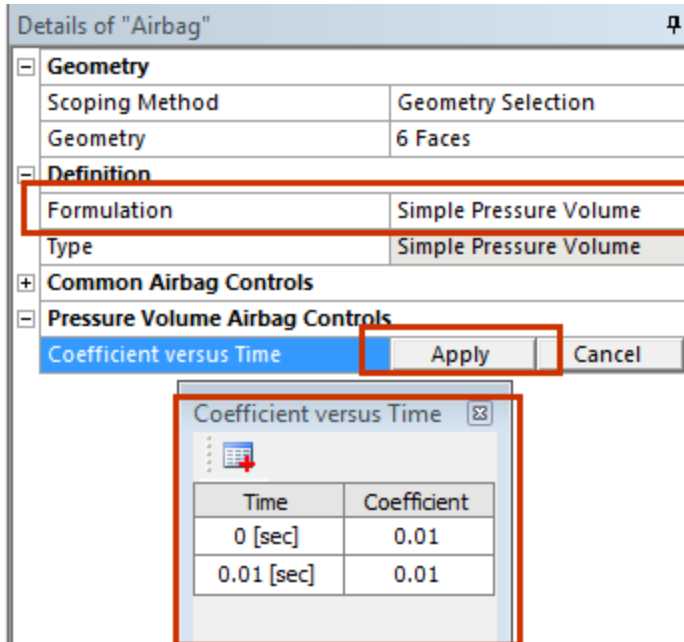 Details of "Airbag"
Geometry
Scoping Method Geometry Selection
Geometry 6 Faces
Definition
Formulation Simple Pressure Volume
Type Simple Pressure Volume
Common Airbag Controls
Pressure Volume Airbag Controls
Coefficient versus Time Apply Cancel
Coefficient versus Time
Time Coefficient
0 [sec] 0.01
0.01 [sec] 0.01